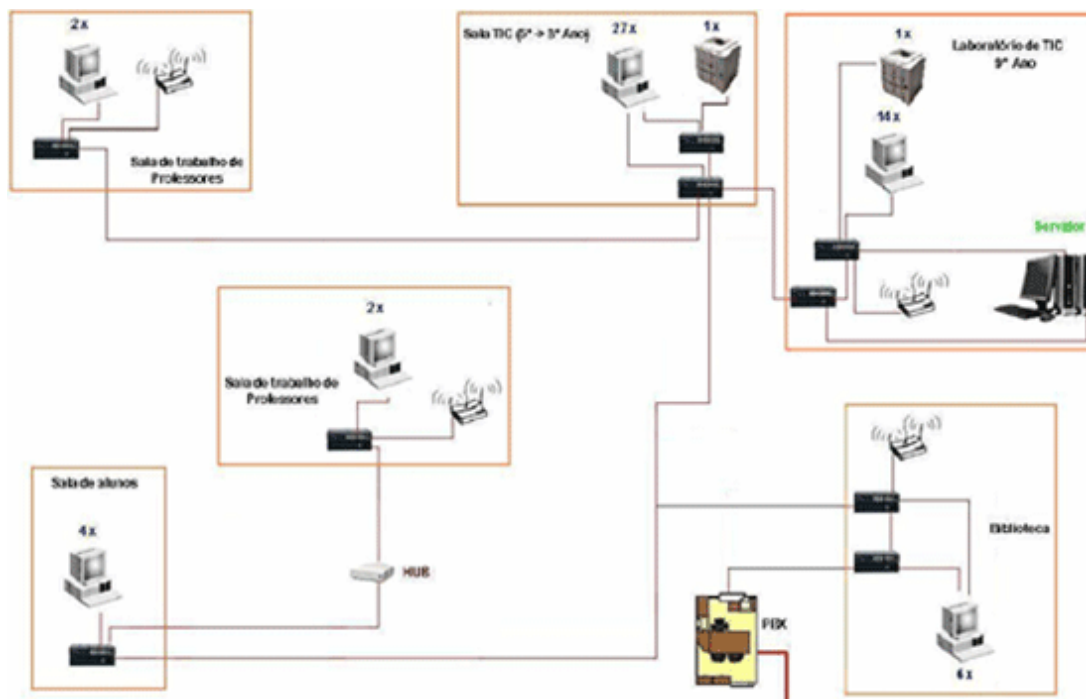 2x
Sala de trabalho de
Professores
Sala TIC (5º -> 8º Ano)
27x
1x
Laboratório de TIC
9º Ano
1x
14x
Servidor
2x
Sala de trabalho de
Professores
Sala de alunos
4x
HUB
Biblioteca
PBX
6x